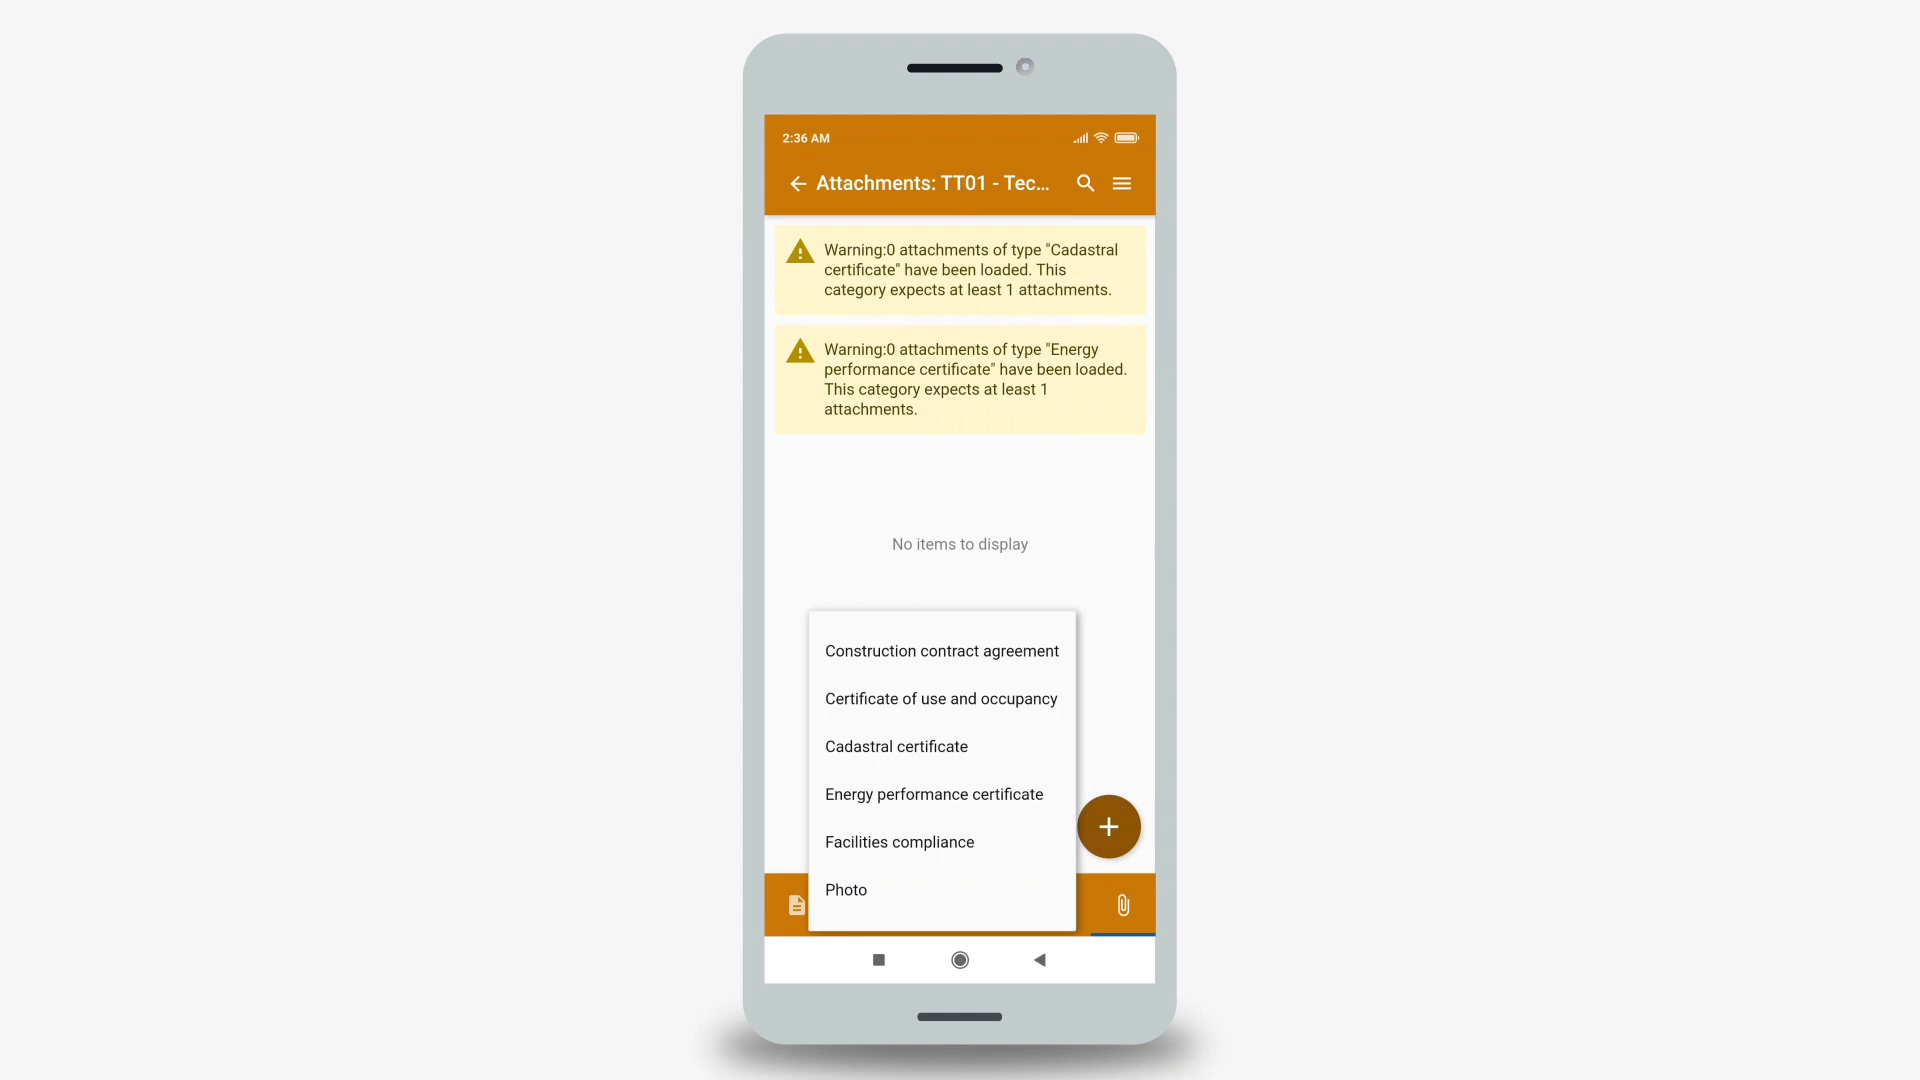 2:36 AM
Attachments: TT01 - Tec...
Warning:0 attachments of type "Cadastral
certificate" have been loaded. This
category expects at least 1 attachments.
Warning:0 attachments of type "Energy
performance certificate" have been loaded.
This category expects at least 1
attachments.
No items to display
Construction contract agreement
Certificate of use and occupancy
Cadastral certificate
Energy performance certificate
Facilities compliance
Photo